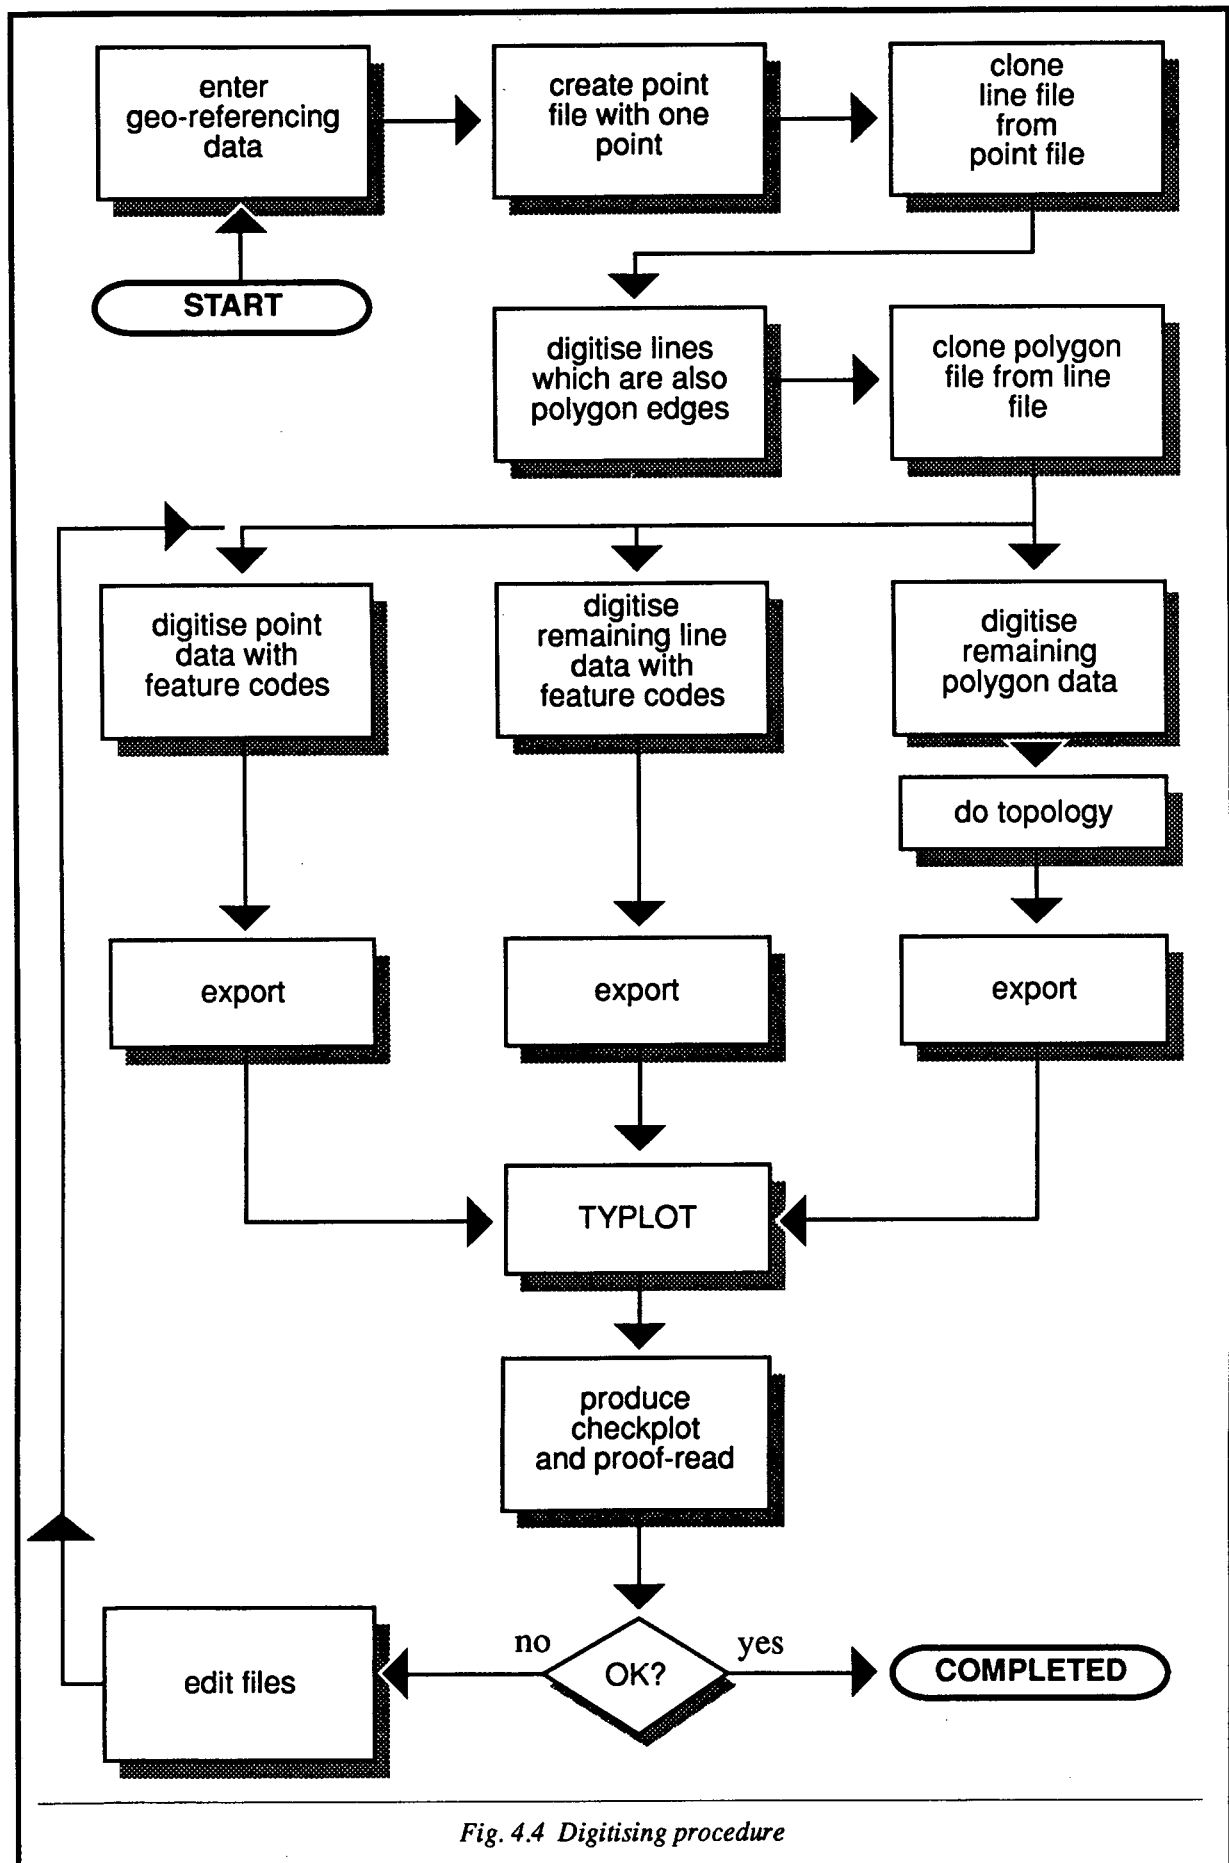 enter
geo-referencing
data
create point
file with one
point
clone
line file
from
point file
START
digitise lines
which are also
polygon edges
clone polygon
file from line
file
digitise point
data with
feature codes
digitise
remaining line
data with
feature codes
digitise
remaining
polygon data
do topology
export
export
export
TYPLOT
produce
checkplot
and proof-read
no
yes
edit files
OK?
COMPLETED
Fig. 4.4 Digitising procedure